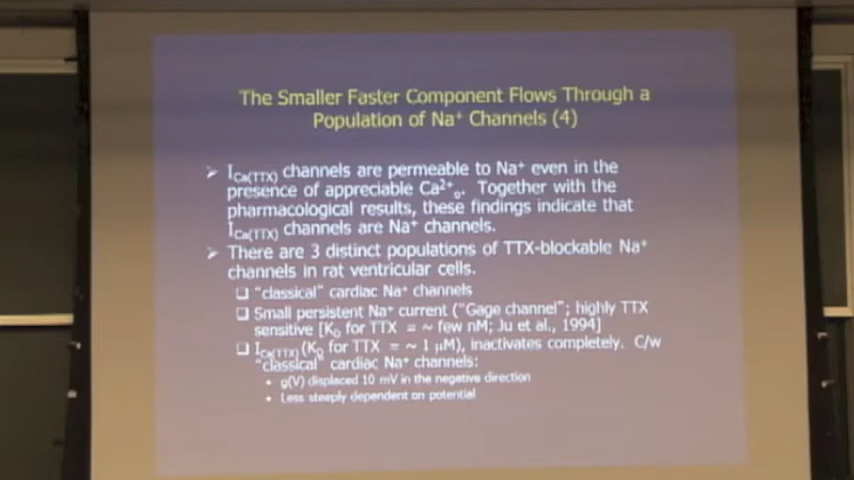 The Smaller Faster Component Flows Through a
Population of Na⁺ Channels (4)
➢ I_Ca(TTX) channels are permeable to Na⁺ even in the
presence of appreciable Ca²⁺ₒ. Together with the
pharmacological results, these findings indicate that
I_Ca(TTX) channels are Na⁺ channels.
➢ There are 3 distinct populations of TTX-blockable Na⁺
channels in rat ventricular cells.
❑ "classical" cardiac Na⁺ channels
❑ Small persistent Na⁺ current ("Gage channel"; highly TTX
sensitive [K_D for TTX = ~ few nM; Ju et al., 1994]
❑ I_Ca(TTX) (K_D for TTX = ~ 1 μM), inactivates completely. C/w
"classical" cardiac Na⁺ channels:
• g(V) displaced 10 mV in the negative direction
• Less steeply dependent on potential